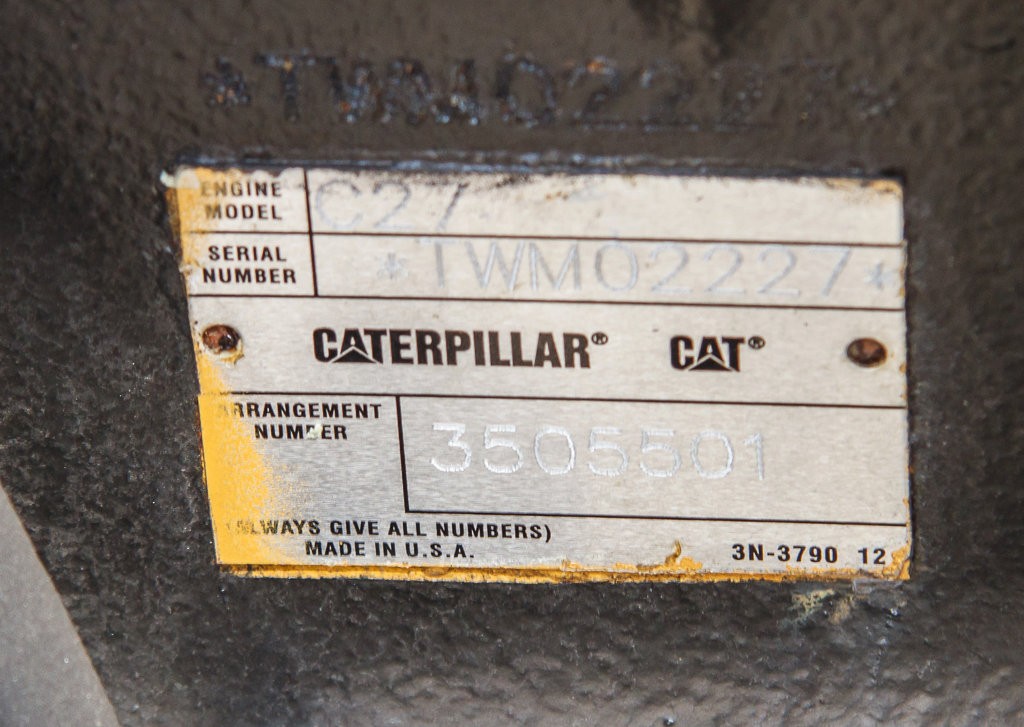 *TWM02227*
ENGINE MODEL C27
SERIAL NUMBER *TWM02227*
CATERPILLAR® CAT®
ARRANGEMENT
NUMBER
3505501
(ALWAYS GIVE ALL NUMBERS)
MADE IN U.S.A.
3N-3790 12